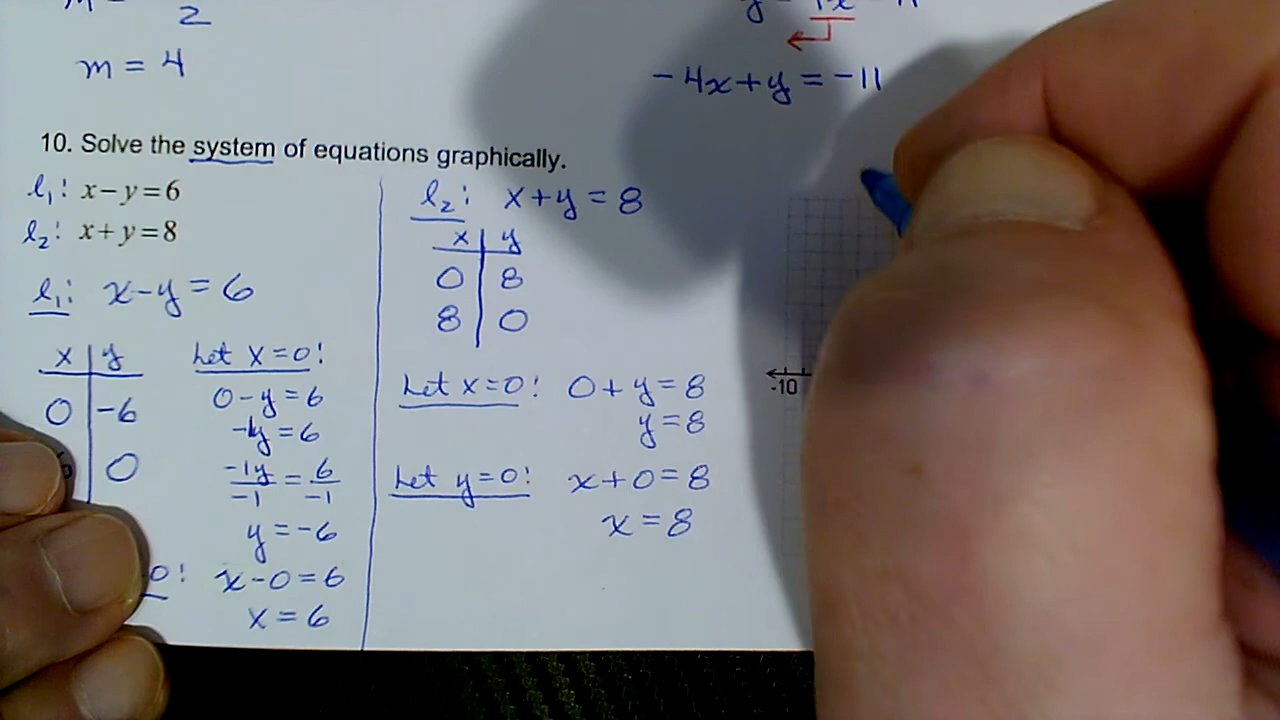 2
m = 4
-4x+y = -11
10. Solve the system of equations graphically.
l₁: x-y=6
l₂: x+y=8
l₁: x-y = 6
x | y
0 | -6
0
Let x=0:
0-y=6
-1y=6
-1y/-1 = 6/-1
y=-6
0: x-0=6
x=6
l₂: x+y=8
x | y
0 | 8
8 | 0
Let x=0: 0+y=8
y=8
Let y=0: x+0=8
x=8
-10